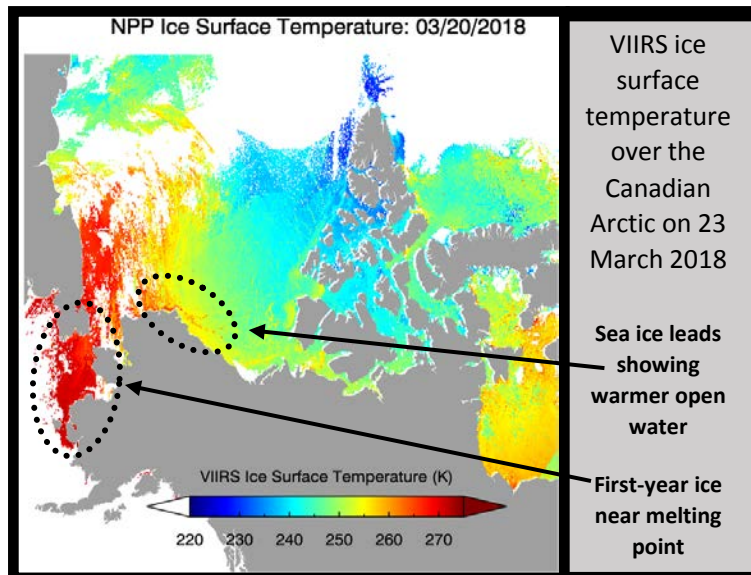 NPP Ice Surface Temperature: 03/20/2018
VIIRS Ice Surface Temperature (K)
220 230 240 250 260 270
VIIRS ice
surface
temperature
over the
Canadian
Arctic on 23
March 2018
Sea ice leads
showing
warmer open
water
First-year ice
near melting
point